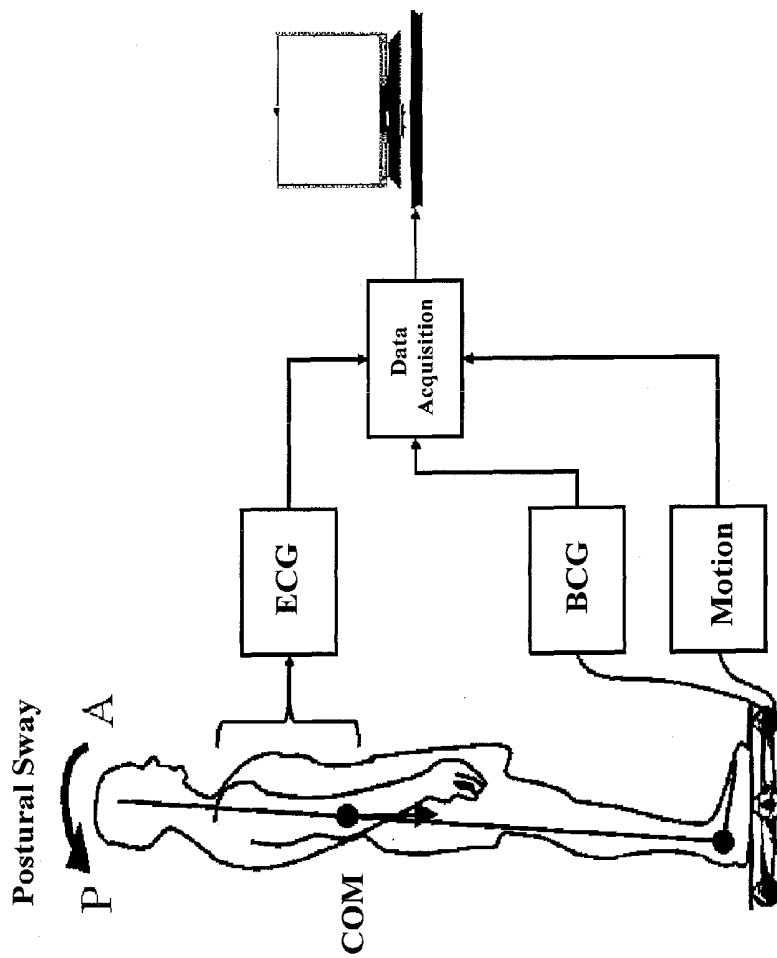 Postural Sway
P
A
ECG
COM
Data
Acquisition
BCG
Motion